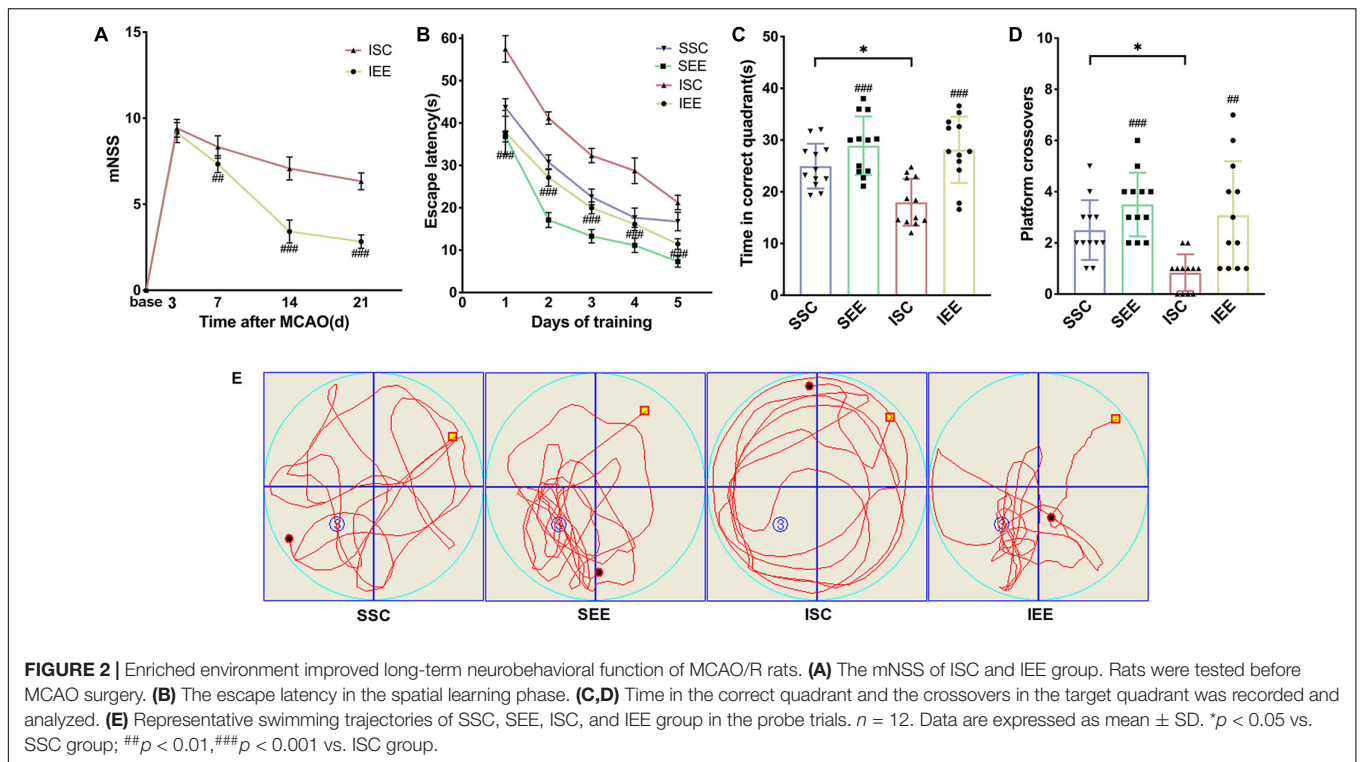 A
15
10
5
0
mNSS
ISC
IEE
##
###
###
base 3 7 14 21
Time after MCAO(d)
B
60
50
40
30
20
10
0
Escape latency(s)
SSC
SEE
ISC
IEE
###
###
###
###
###
0 1 2 3 4 5
Days of training
C
50
40
30
20
10
0
Time in correct quadrant(s)
*
###
###
SSC SEE ISC IEE
D
8
6
4
2
0
Platform crossovers
*
###
##
SSC SEE ISC IEE
E
3
3
3
3
SSC SEE ISC IEE
FIGURE 2 | Enriched environment improved long-term neurobehavioral function of MCAO/R rats. (A) The mNSS of ISC and IEE group. Rats were tested before
MCAO surgery. (B) The escape latency in the spatial learning phase. (C,D) Time in the correct quadrant and the crossovers in the target quadrant was recorded and
analyzed. (E) Representative swimming trajectories of SSC, SEE, ISC, and IEE group in the probe trials. n = 12. Data are expressed as mean ± SD. *p < 0.05 vs.
SSC group; ##p < 0.01,###p < 0.001 vs. ISC group.